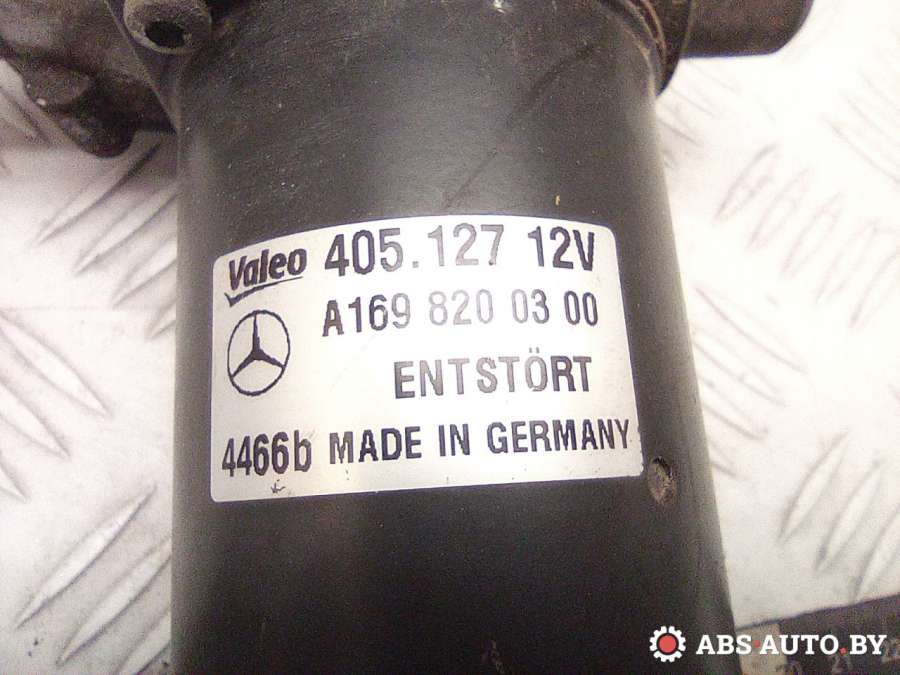 Valeo 405.127 12V
A169 820 03 00
ENTSTÖRT
4466b MADE IN GERMANY
ABS-AUTO.BY